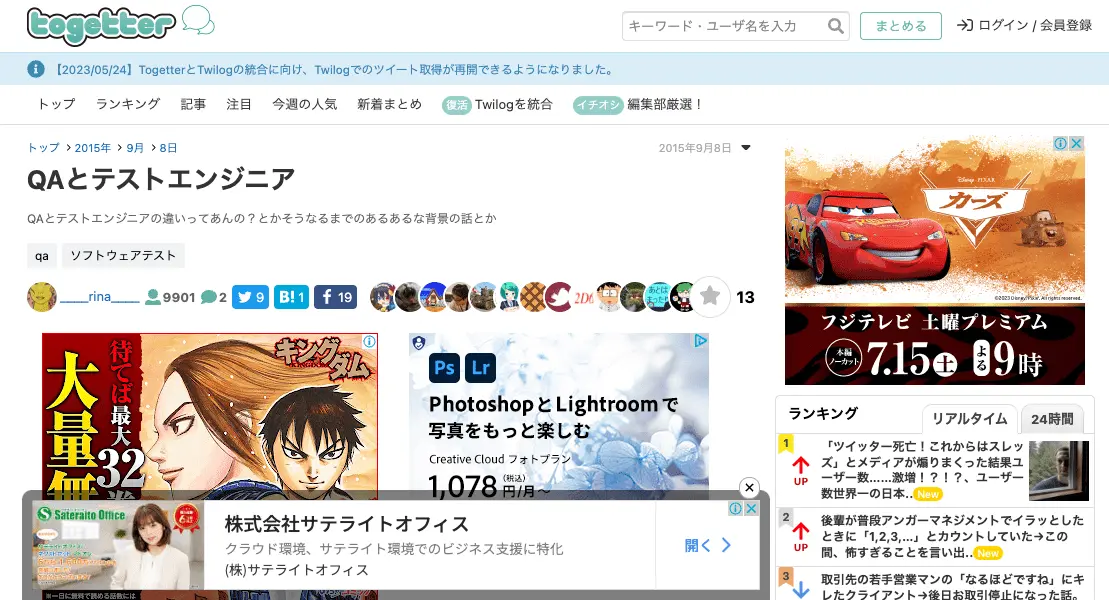 togetter
キーワード・ユーザ名を入力
まとめる
ログイン / 会員登録
【2023/05/24】TogetterとTwilogの統合に向け、Twilogでのツイート取得が再開できるようになりました。
トップ ランキング 記事 注目 今週の人気 新着まとめ 復活 Twilogを統合 イチオシ 編集部厳選！
トップ > 2015年 > 9月 > 8日
2015年9月8日
QAとテストエンジニア
QAとテストエンジニアの違いってあんの？とかそうなるまでのあるあるな背景の話とか
qa ソフトウェアテスト
_____rina_____ 9901 2 9 B! 1 19
あとは
まった!
13
待てば最大32巻
大量無
キングダム
KINGDOM
Ps Lr
PhotoshopとLightroomで
写真をもっと楽しむ
Creative Cloud フォトプラン
1,078 (税込) 円/月〜
Disney・PIXAR
カーズ
©2023 Disney/Pixar. All rights reserved.
フジテレビ 土曜プレミアム
本編ノーカット 7.15土 よる9時
ランキング
リアルタイム 24時間
1
UP
「ツイッター死亡！これからはスレッ
ズ」とメディアが煽りまくった結果ユ
ーザー数……激増！？！？、ユーザー
数世界一の日本.. New
2
UP
後輩が普段アンガーマネジメントでイラッとした
ときに「1,2,3,...」とカウントしていた→この
間、怖すぎることを言い出.. New
3
取引先の若手営業マンの「なるほどですね」にキ
レたクライアント→後日お取引停止になった話。
Sateraito Office
株式会社サテライトオフィス
クラウド環境、サテライト環境でのビジネス支援に特化
(株)サテライトオフィス
開く
※一日に無料で読める話数には